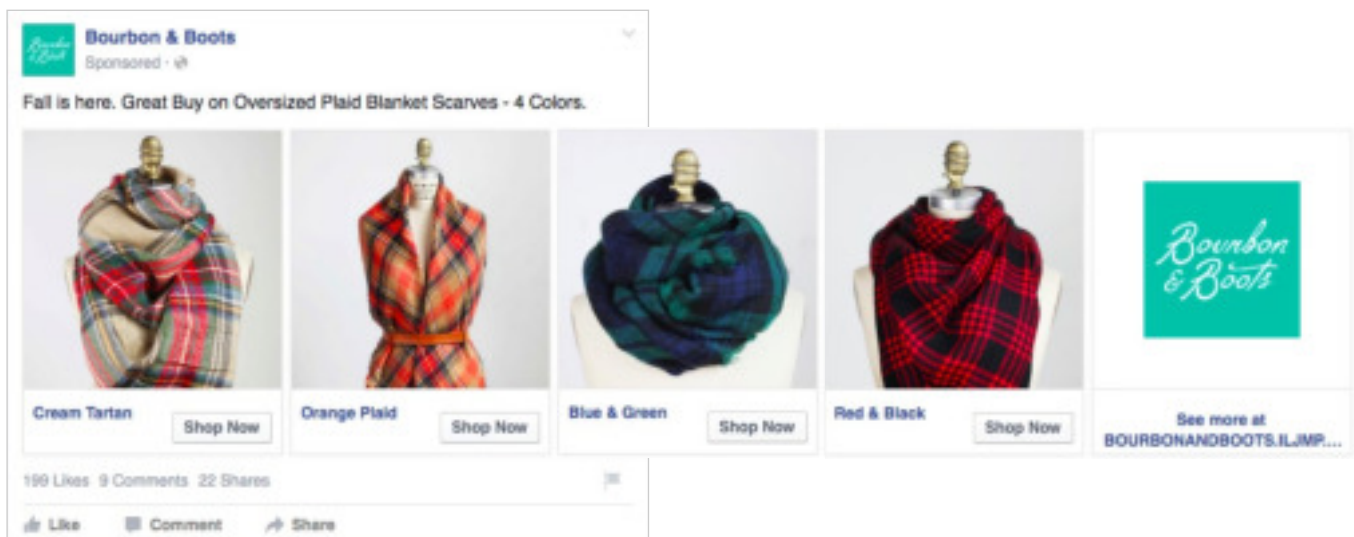 Bourbon
& Boots
Bourbon & Boots
Sponsored ·
Fall is here. Great Buy on Oversized Plaid Blanket Scarves - 4 Colors.
Cream Tartan
Shop Now
Orange Plaid
Shop Now
Blue & Green
Shop Now
Red & Black
Shop Now
Bourbon
& Boots
See more at
BOURBONANDBOOTS.ILJMP....
199 Likes 9 Comments 22 Shares
Like Comment Share